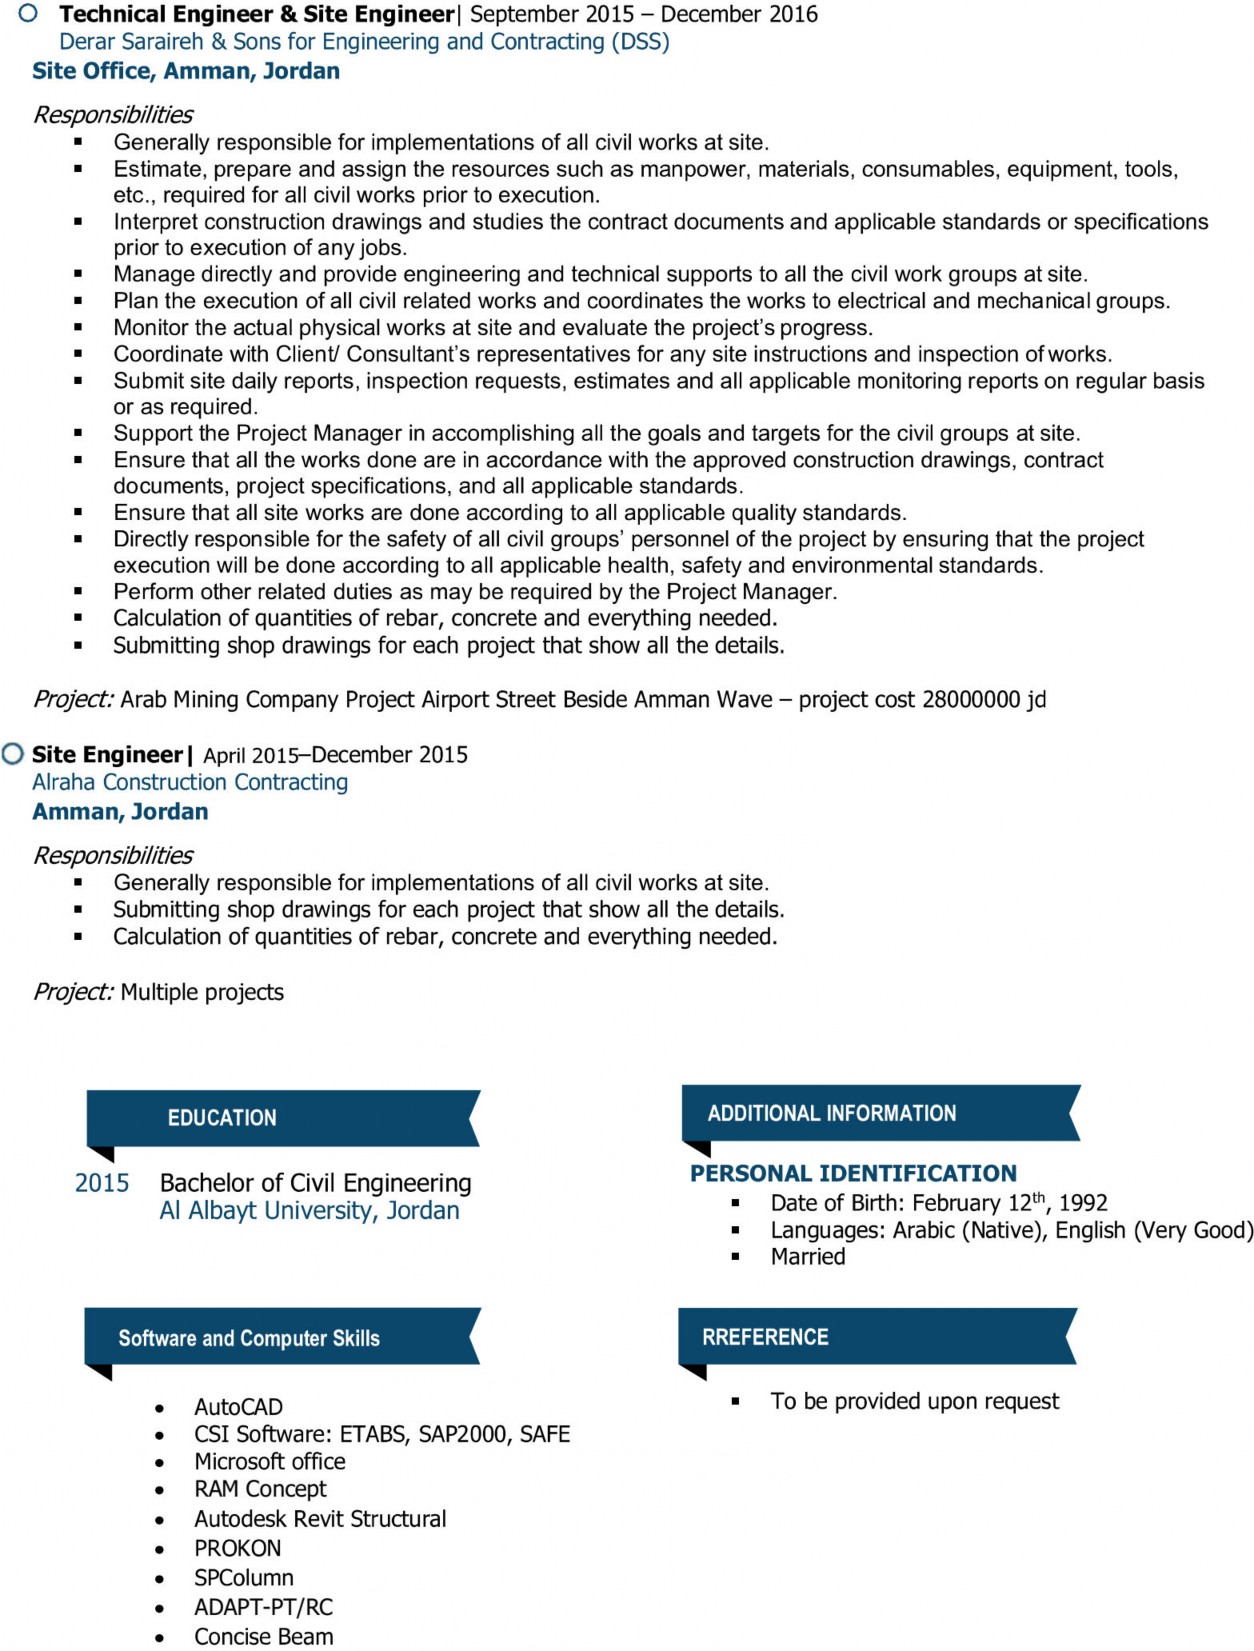 Technical Engineer & Site Engineer| September 2015 – December 2016
Derar Saraireh & Sons for Engineering and Contracting (DSS)
Site Office, Amman, Jordan
Responsibilities
▪ Generally responsible for implementations of all civil works at site.
▪ Estimate, prepare and assign the resources such as manpower, materials, consumables, equipment, tools,
etc., required for all civil works prior to execution.
▪ Interpret construction drawings and studies the contract documents and applicable standards or specifications
prior to execution of any jobs.
▪ Manage directly and provide engineering and technical supports to all the civil work groups at site.
▪ Plan the execution of all civil related works and coordinates the works to electrical and mechanical groups.
▪ Monitor the actual physical works at site and evaluate the project's progress.
▪ Coordinate with Client/ Consultant's representatives for any site instructions and inspection of works.
▪ Submit site daily reports, inspection requests, estimates and all applicable monitoring reports on regular basis
or as required.
▪ Support the Project Manager in accomplishing all the goals and targets for the civil groups at site.
▪ Ensure that all the works done are in accordance with the approved construction drawings, contract
documents, project specifications, and all applicable standards.
▪ Ensure that all site works are done according to all applicable quality standards.
▪ Directly responsible for the safety of all civil groups' personnel of the project by ensuring that the project
execution will be done according to all applicable health, safety and environmental standards.
▪ Perform other related duties as may be required by the Project Manager.
▪ Calculation of quantities of rebar, concrete and everything needed.
▪ Submitting shop drawings for each project that show all the details.
Project: Arab Mining Company Project Airport Street Beside Amman Wave – project cost 28000000 jd
Site Engineer| April 2015–December 2015
Alraha Construction Contracting
Amman, Jordan
Responsibilities
▪ Generally responsible for implementations of all civil works at site.
▪ Submitting shop drawings for each project that show all the details.
▪ Calculation of quantities of rebar, concrete and everything needed.
Project: Multiple projects
EDUCATION
2015 Bachelor of Civil Engineering
Al Albayt University, Jordan
ADDITIONAL INFORMATION
PERSONAL IDENTIFICATION
▪ Date of Birth: February 12th, 1992
▪ Languages: Arabic (Native), English (Very Good)
▪ Married
Software and Computer Skills
• AutoCAD
• CSI Software: ETABS, SAP2000, SAFE
• Microsoft office
• RAM Concept
• Autodesk Revit Structural
• PROKON
• SPColumn
• ADAPT-PT/RC
• Concise Beam
RREFERENCE
▪ To be provided upon request